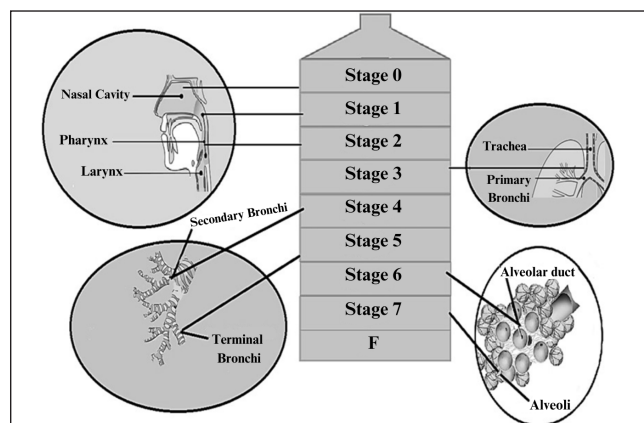 Stage 0
Stage 1
Stage 2
Stage 3
Stage 4
Stage 5
Stage 6
Stage 7
F
Nasal Cavity
Pharynx
Larynx
Trachea
Primary
Bronchi
Secondary Bronchi
Terminal
Bronchi
Alveolar duct
Alveoli